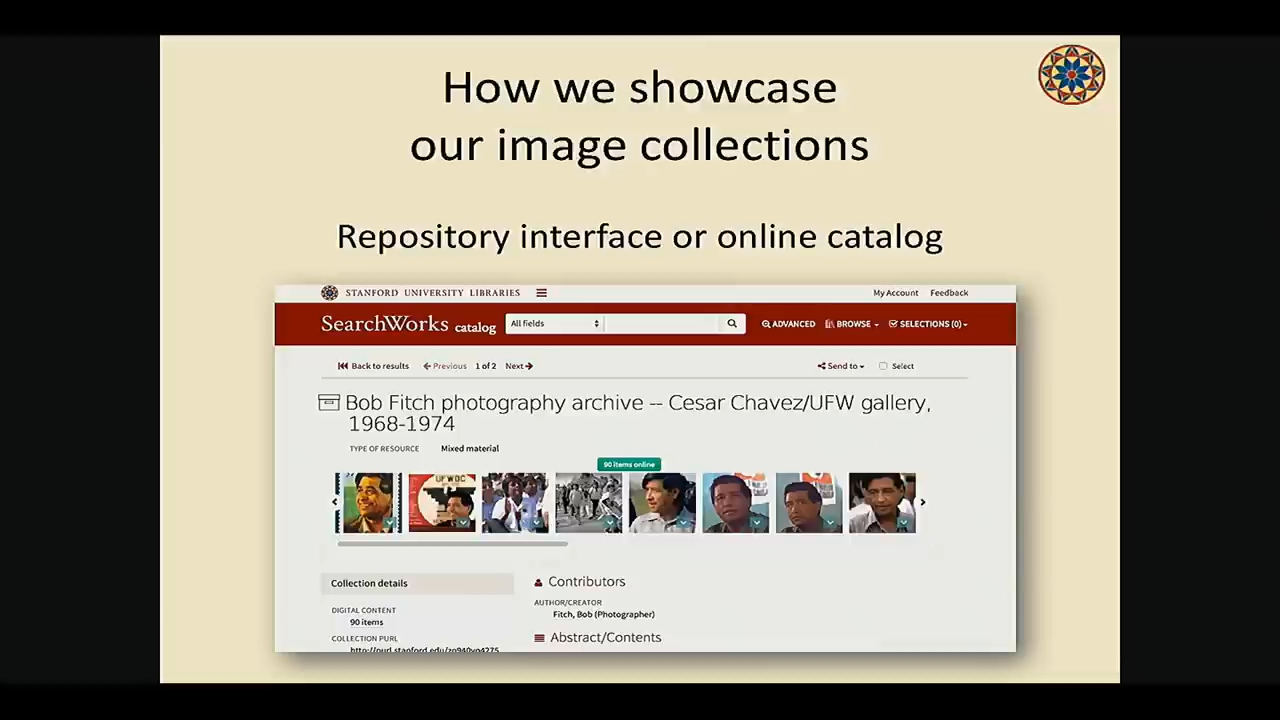 How we showcase
our image collections
Repository interface or online catalog
STANFORD UNIVERSITY LIBRARIES
My Account Feedback
SearchWorks catalog
All fields
ADVANCED BROWSE SELECTIONS (0)
Back to results Previous 1 of 2 Next
Send to Select
Bob Fitch photography archive -- Cesar Chavez/UFW gallery,
1968-1974
TYPE OF RESOURCE Mixed material
90 items online
UFWOC
Collection details
DIGITAL CONTENT
90 items
COLLECTION PURL
Contributors
AUTHOR/CREATOR
Fitch, Bob (Photographer)
Abstract/Contents